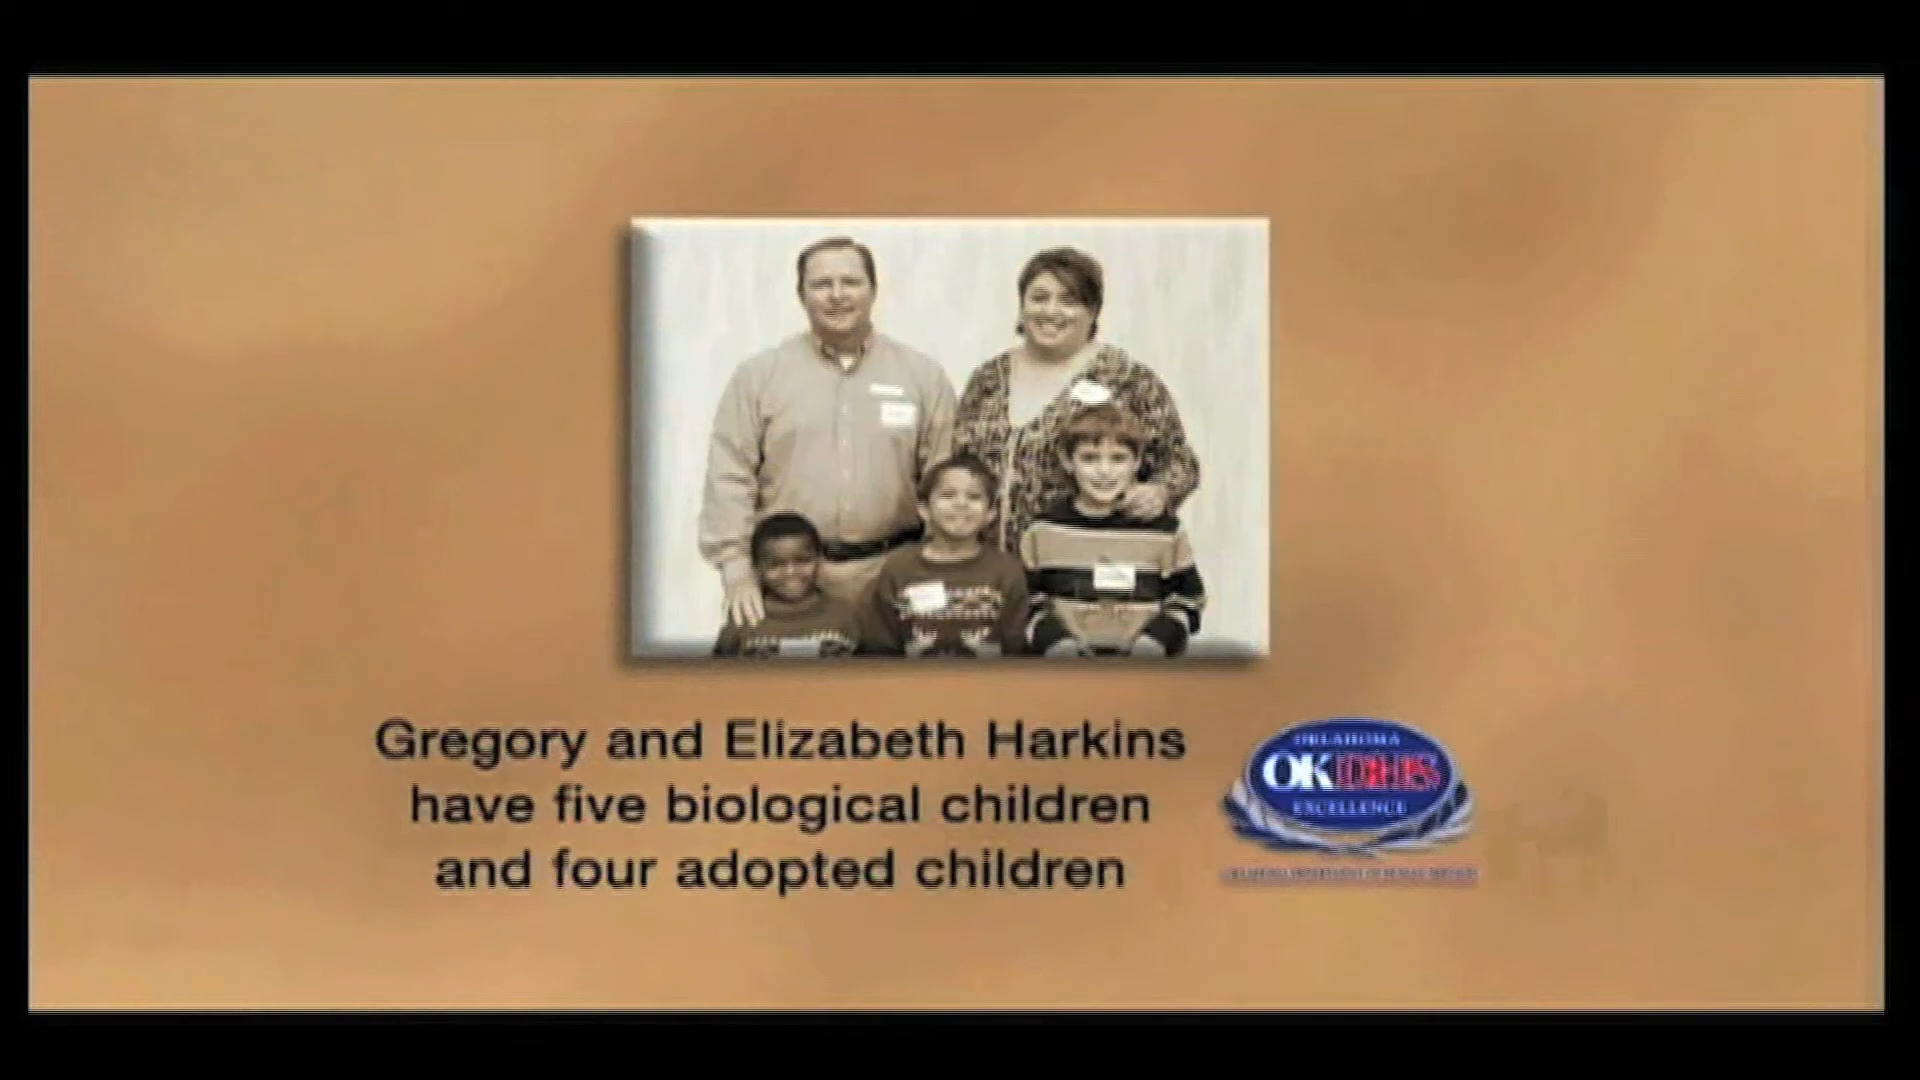 Gregory and Elizabeth Harkins
have five biological children
and four adopted children
OKLAHOMA
OKDHS
EXCELLENCE